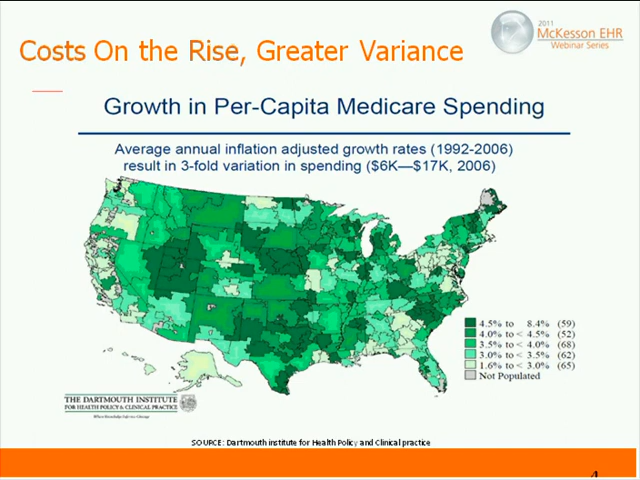 Costs On the Rise, Greater Variance
2011
McKesson EHR
Webinar Series
Growth in Per-Capita Medicare Spending
Average annual inflation adjusted growth rates (1992-2006)
result in 3-fold variation in spending ($6K—$17K, 2006)
4.5% to 8.4% (59)
4.0% to < 4.5% (52)
3.5% to < 4.0% (68)
3.0% to < 3.5% (62)
1.6% to < 3.0% (65)
Not Populated
THE DARTMOUTH INSTITUTE
FOR HEALTH POLICY & CLINICAL PRACTICE
Where Knowledge Informs Change
SOURCE: Dartmouth institute for Health Policy and Clinical practice
4